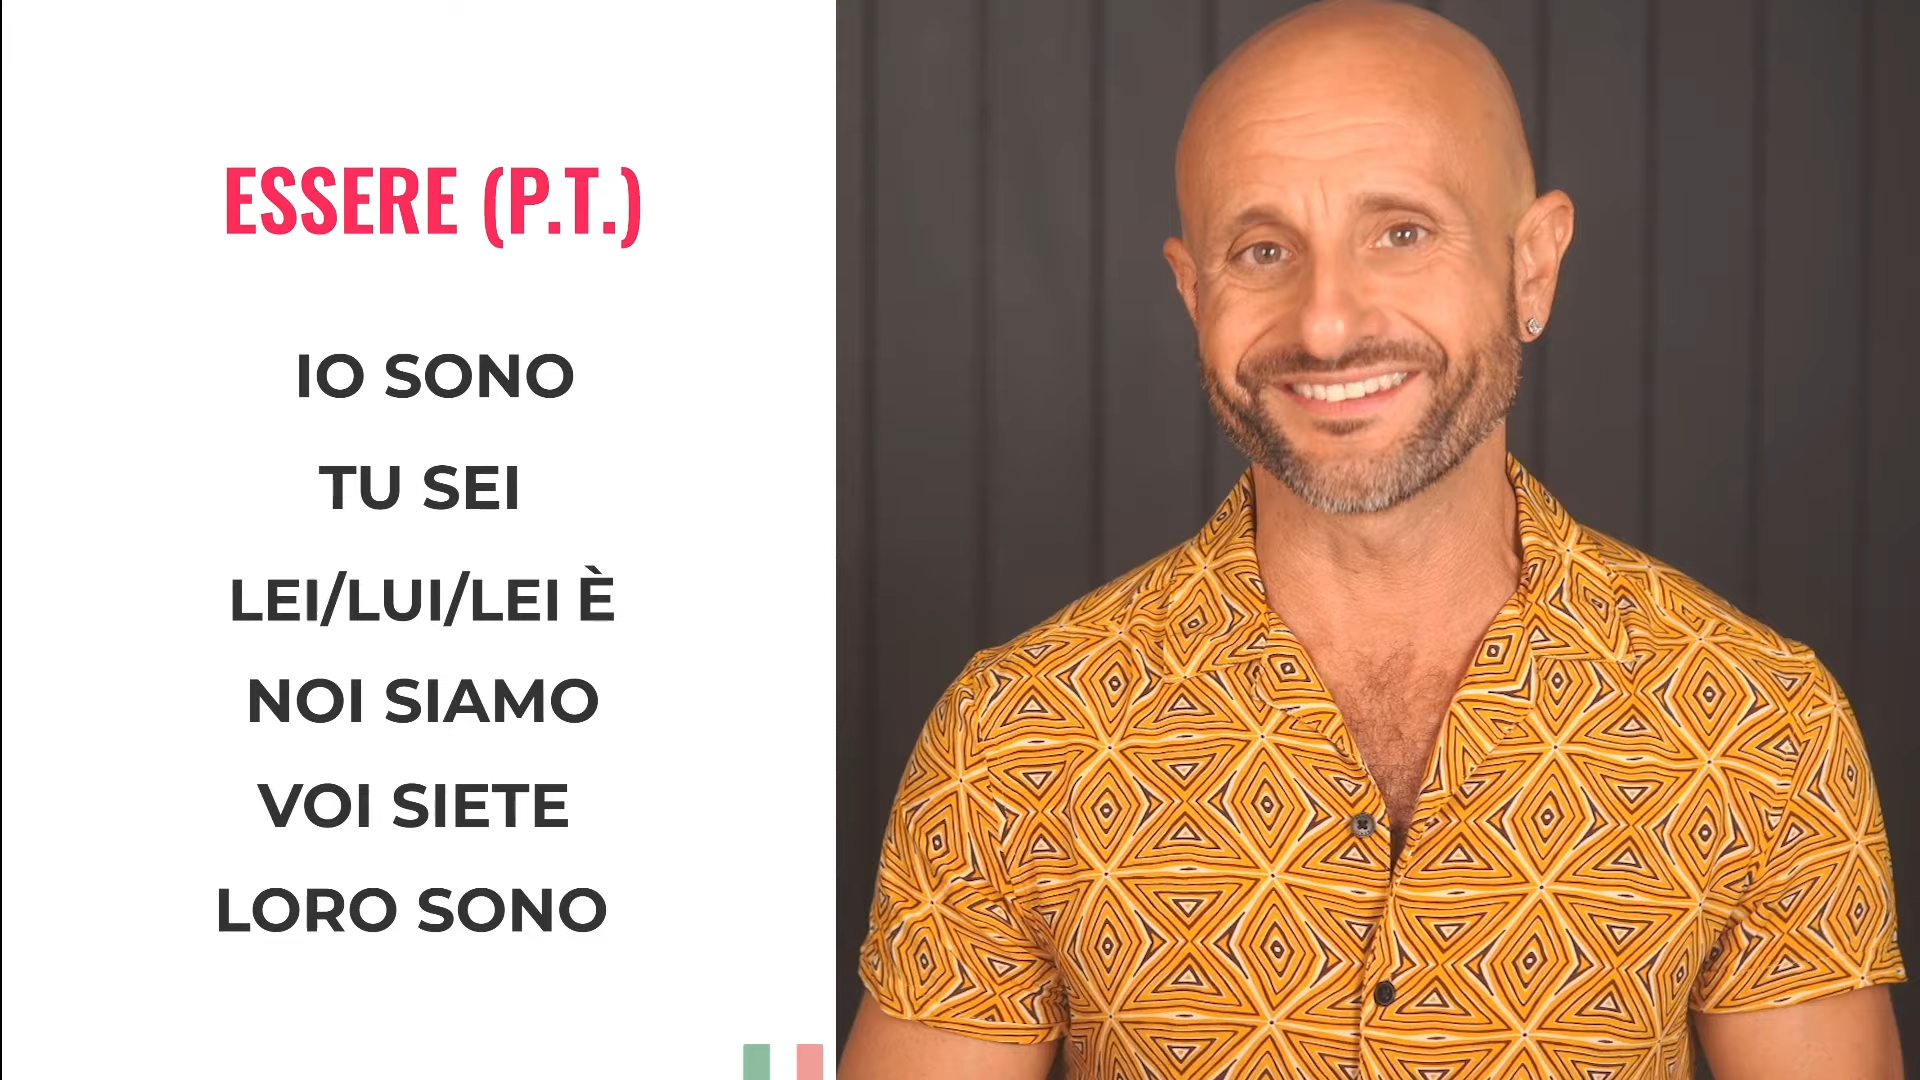 ESSERE (P.T.)
IO SONO
TU SEI
LEI/LUI/LEI È
NOI SIAMO
VOI SIETE
LORO SONO